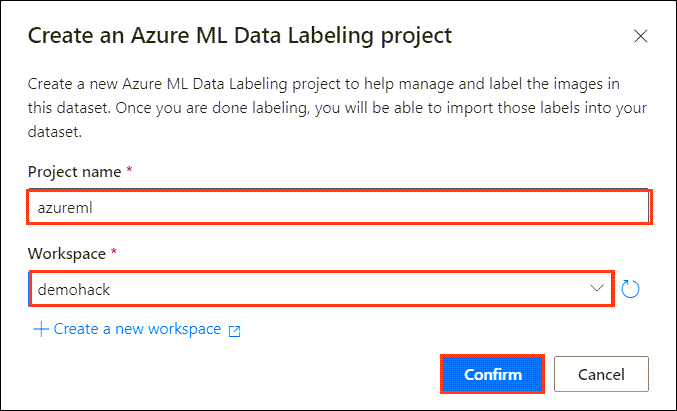 Create an Azure ML Data Labeling project
Create a new Azure ML Data Labeling project to help manage and label the images in
this dataset. Once you are done labeling, you will be able to import those labels into your
dataset.
Project name *
azureml
Workspace *
demohack
Create a new workspace
Confirm
Cancel